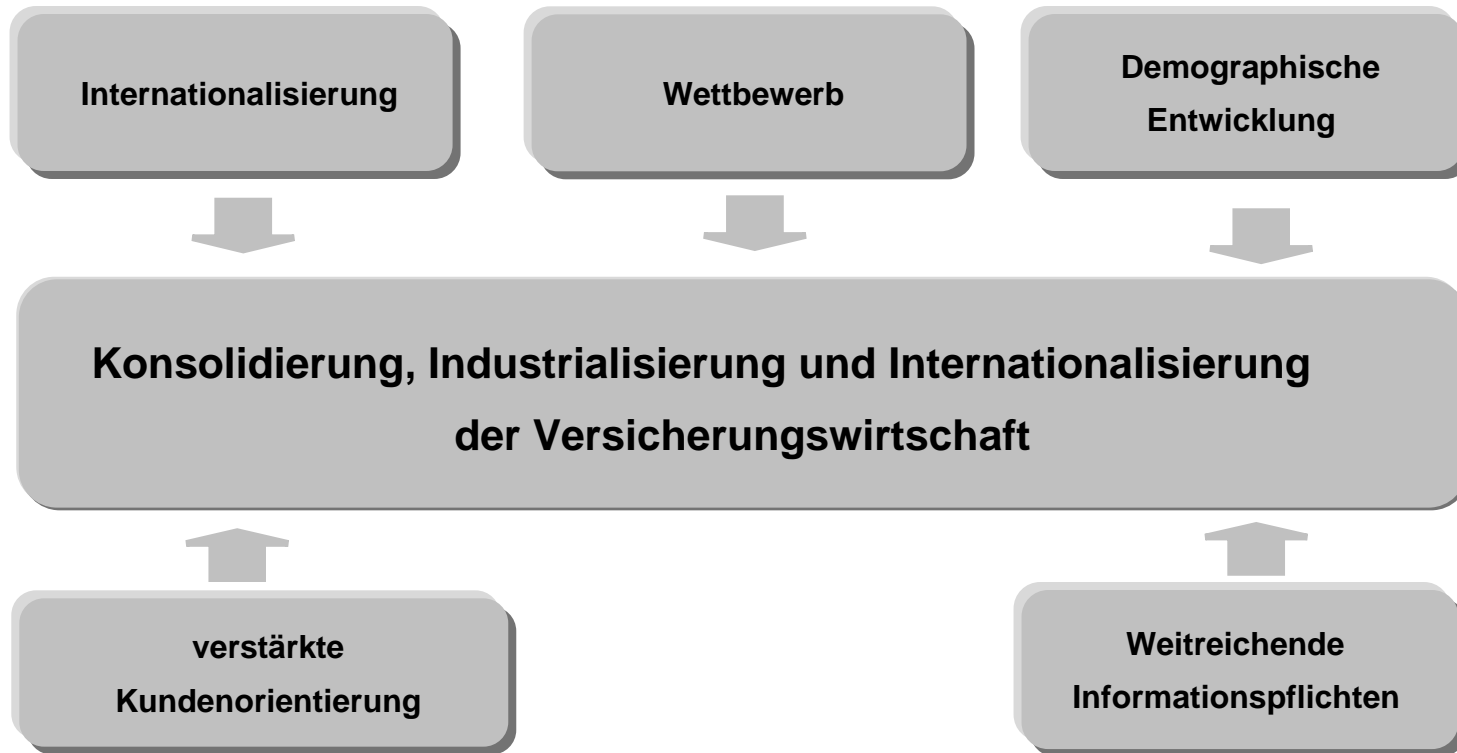 Internationalisierung
Wettbewerb
Demographische
Entwicklung
Konsolidierung, Industrialisierung und Internationalisierung
der Versicherungswirtschaft
verstärkte
Kundenorientierung
Weitreichende
Informationspflichten